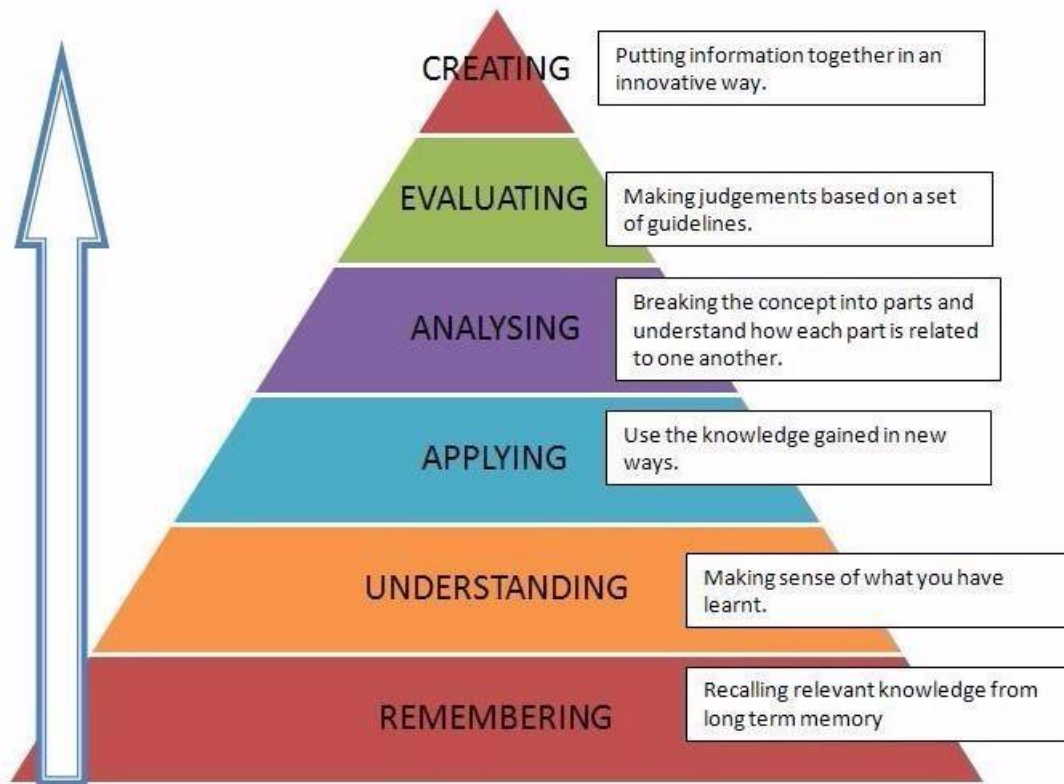 CREATING
Putting information together in an
innovative way.
EVALUATING
Making judgements based on a set
of guidelines.
ANALYSING
Breaking the concept into parts and
understand how each part is related
to one another.
APPLYING
Use the knowledge gained in new
ways.
UNDERSTANDING
Making sense of what you have
learnt.
REMEMBERING
Recalling relevant knowledge from
long term memory